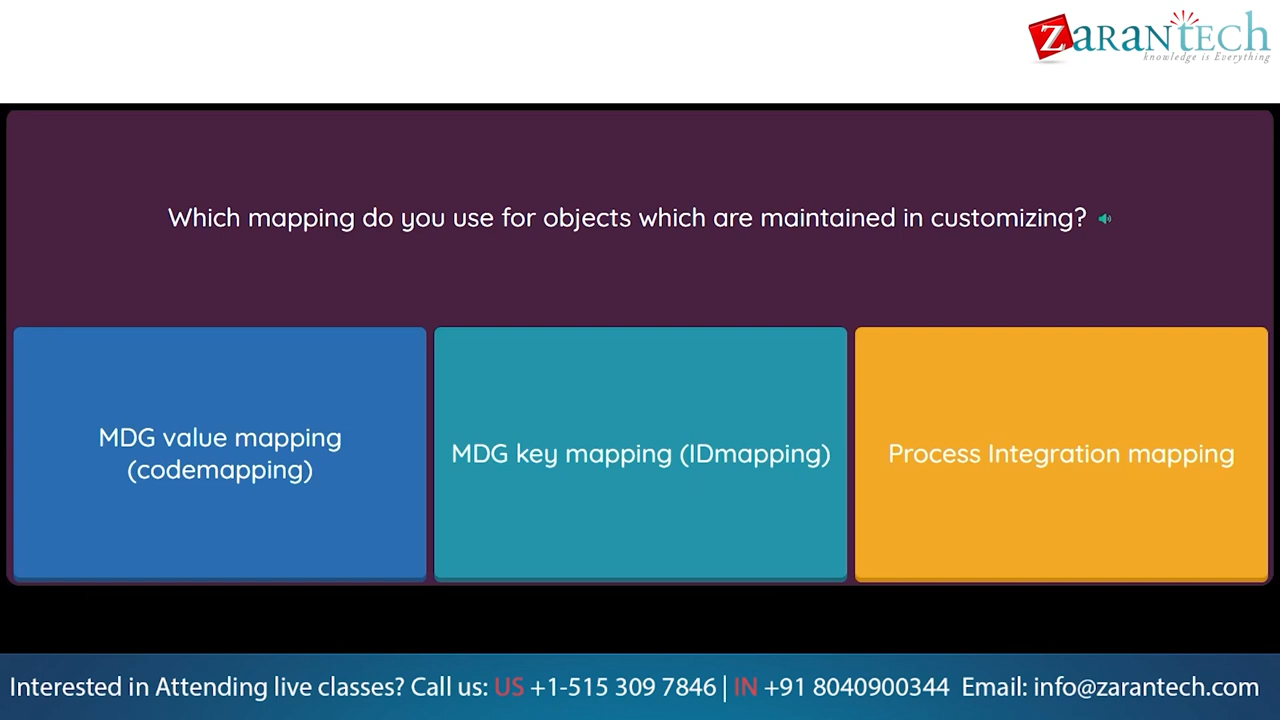 ZARANTECH
knowledge is Everything
Which mapping do you use for objects which are maintained in customizing?
MDG value mapping
(codemapping)
MDG key mapping (IDmapping)
Process Integration mapping
Interested in Attending live classes? Call us: US +1-515 309 7846 | IN +91 8040900344 Email: info@zarantech.com